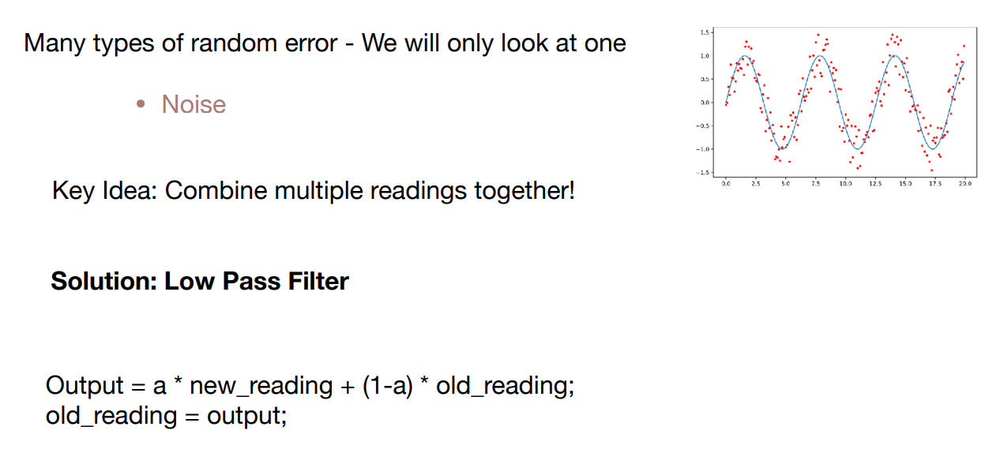 Many types of random error - We will only look at one
• Noise
Key Idea: Combine multiple readings together!
Solution: Low Pass Filter
Output = a * new_reading + (1-a) * old_reading;
old_reading = output;
1.5
1.0
0.5
0.0
−0.5
−1.0
−1.5
0.0 2.5 5.0 7.5 10.0 12.5 15.0 17.5 20.0